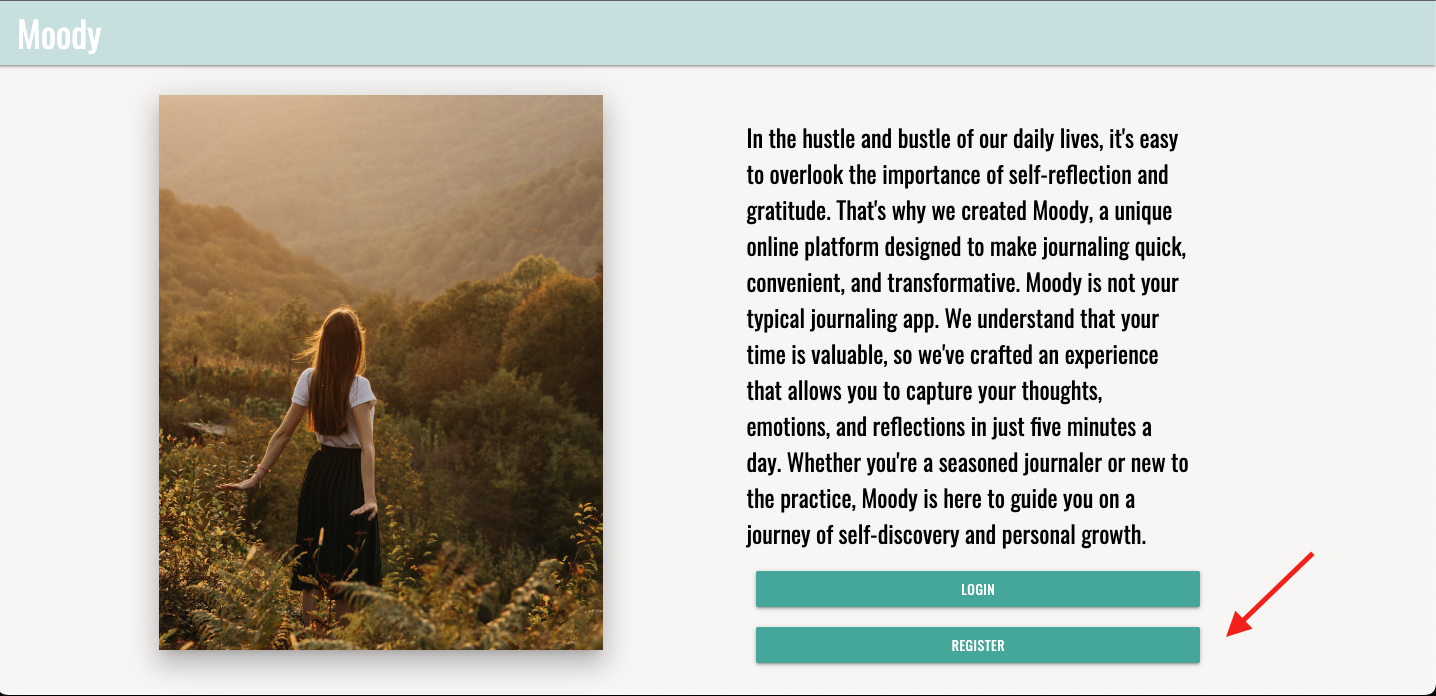 Moody
In the hustle and bustle of our daily lives, it's easy
to overlook the importance of self-reflection and
gratitude. That's why we created Moody, a unique
online platform designed to make journaling quick,
convenient, and transformative. Moody is not your
typical journaling app. We understand that your
time is valuable, so we've crafted an experience
that allows you to capture your thoughts,
emotions, and reflections in just five minutes a
day. Whether you're a seasoned journaler or new to
the practice, Moody is here to guide you on a
journey of self-discovery and personal growth.
LOGIN
REGISTER